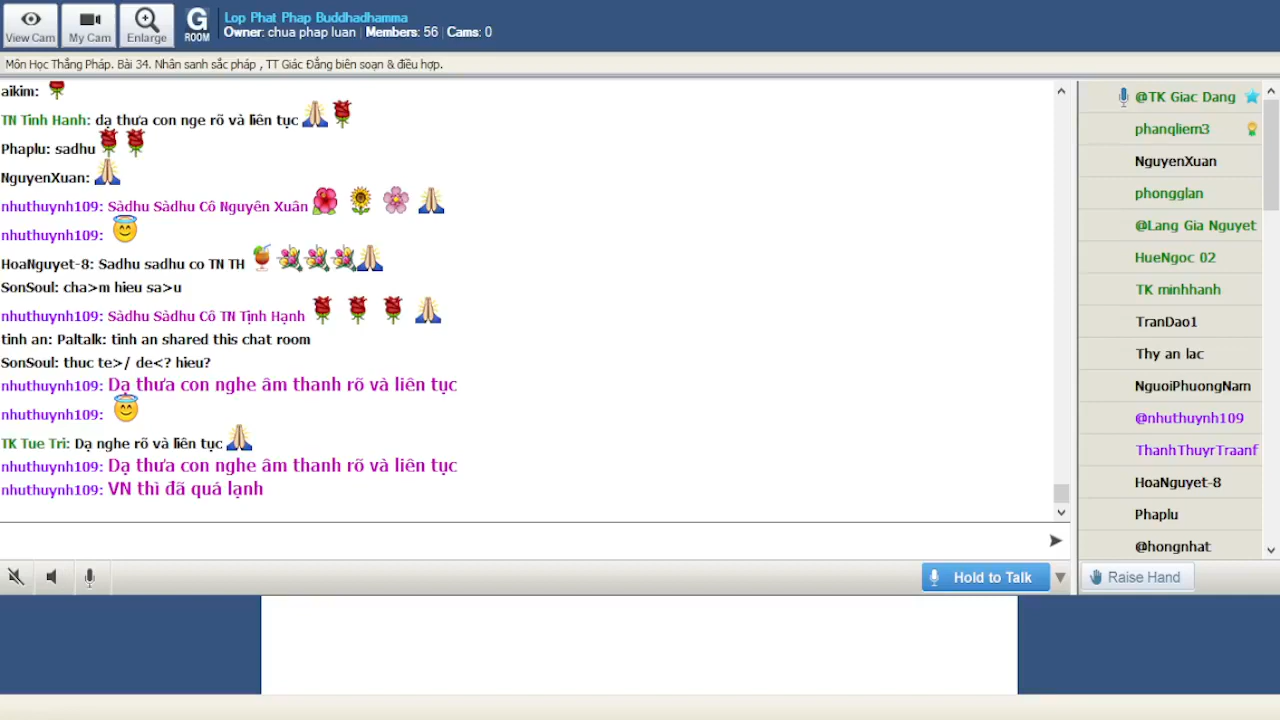 View Cam
My Cam
Enlarge
G
ROOM
Lop Phat Phap Buddhadhamma
Owner: chua phap luan | Members: 56 | Cams: 0
Môn Học Thắng Pháp. Bài 34. Nhân sanh sắc pháp , TT Giác Đẳng biên soạn & điều hợp.
aikim:
TN Tinh Hanh: dạ thưa con nge rõ và liên tục
Phaplu: sadhu
NguyenXuan:
nhuthuynh109: Sàdhu Sàdhu Cô Nguyên Xuân
nhuthuynh109:
HoaNguyet-8: Sadhu sadhu co TN TH
SonSoul: cha>m hieu sa>u
nhuthuynh109: Sàdhu Sàdhu Cô TN Tịnh Hạnh
tinh an: Paltalk: tinh an shared this chat room
SonSoul: thuc te>/ de<? hieu?
nhuthuynh109: Dạ thưa con nghe âm thanh rõ và liên tục
nhuthuynh109:
TK Tue Tri: Dạ nghe rõ và liên tục
nhuthuynh109: Dạ thưa con nghe âm thanh rõ và liên tục
nhuthuynh109: VN thì đã quá lạnh
Hold to Talk
@TK Giac Dang
phanqliem3
NguyenXuan
phongglan
@Lang Gia Nguyet
HueNgoc 02
TK minhhanh
TranDao1
Thy an lac
NguoiPhuongNam
@nhuthuynh109
ThanhThuyrTraanf
HoaNguyet-8
Phaplu
@hongnhat
Raise Hand